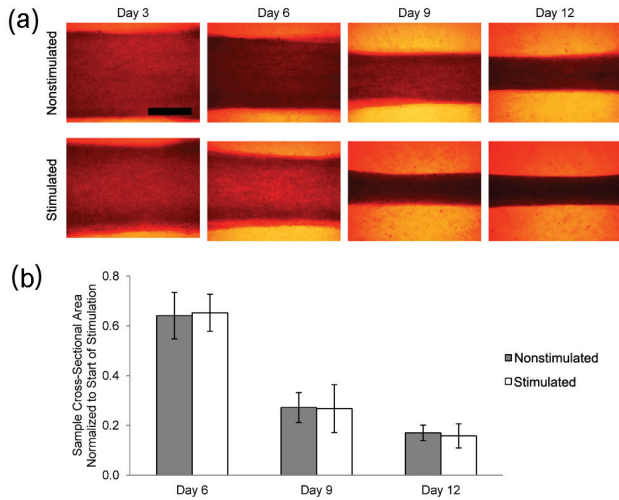 (a)
Day 3
Day 6
Day 9
Day 12
Nonstimulated
Stimulated
(b)
Sample Cross-Sectional Area
Normalized to Start of Stimulation
0.8
0.6
0.4
0.2
0.0
Day 6
Day 9
Day 12
Nonstimulated
Stimulated